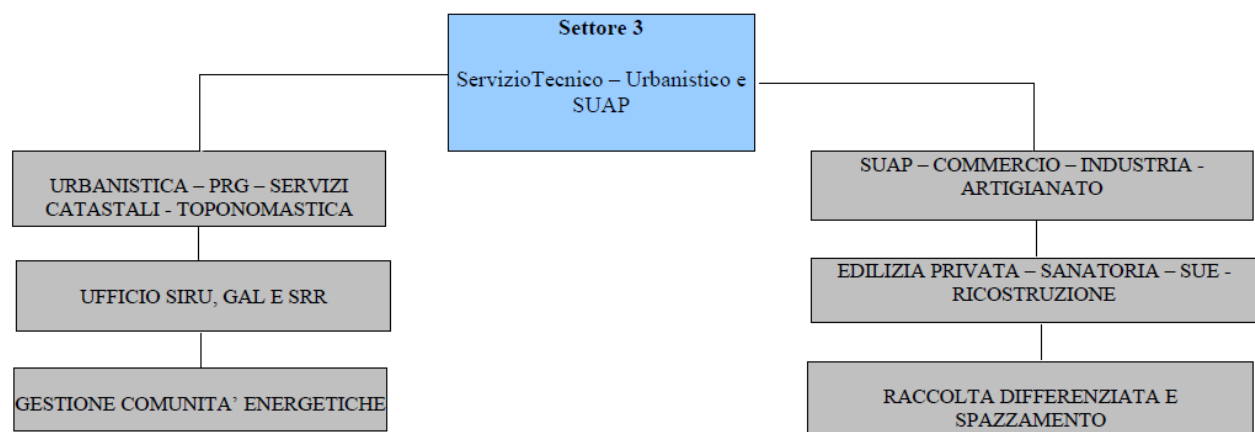 Settore 3
ServizioTecnico – Urbanistico e
SUAP
URBANISTICA – PRG – SERVIZI
CATASTALI - TOPONOMASTICA
SUAP – COMMERCIO – INDUSTRIA -
ARTIGIANATO
UFFICIO SIRU, GAL E SRR
EDILIZIA PRIVATA – SANATORIA – SUE -
RICOSTRUZIONE
GESTIONE COMUNITA’ ENERGETICHE
RACCOLTA DIFFERENZIATA E
SPAZZAMENTO